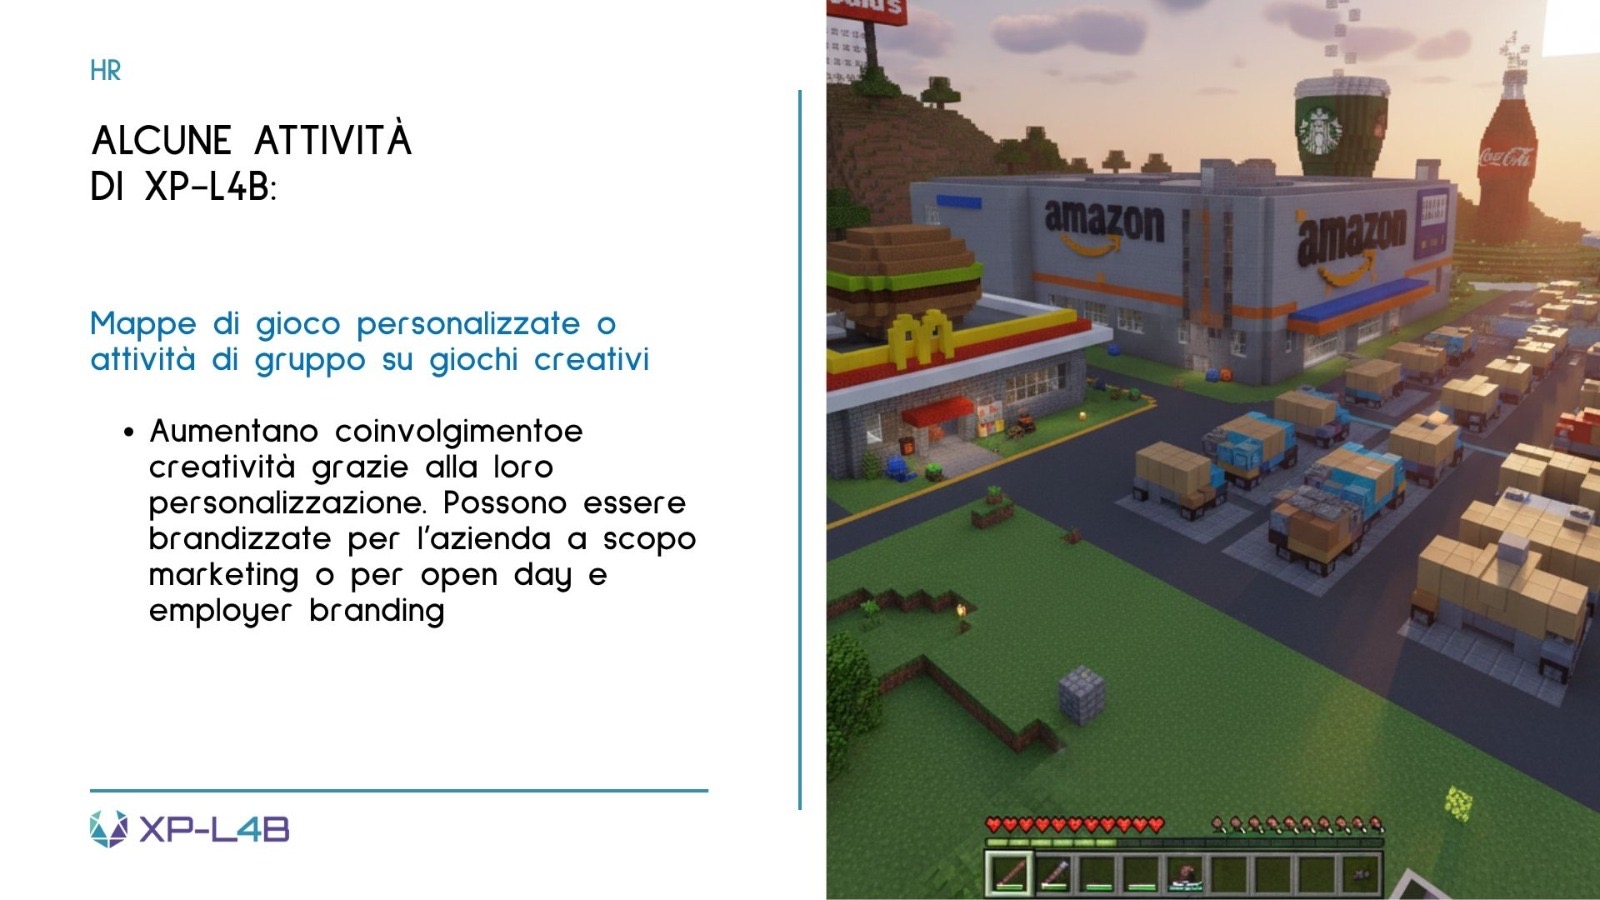 HR
ALCUNE ATTIVITÀ
DI XP-L4B:
Mappe di gioco personalizzate o
attività di gruppo su giochi creativi
• Aumentano coinvolgimentoe
creatività grazie alla loro
personalizzazione. Possono essere
brandizzate per l'azienda a scopo
marketing o per open day e
employer branding
XP-L4B
amazon
amazon
Coca-Cola